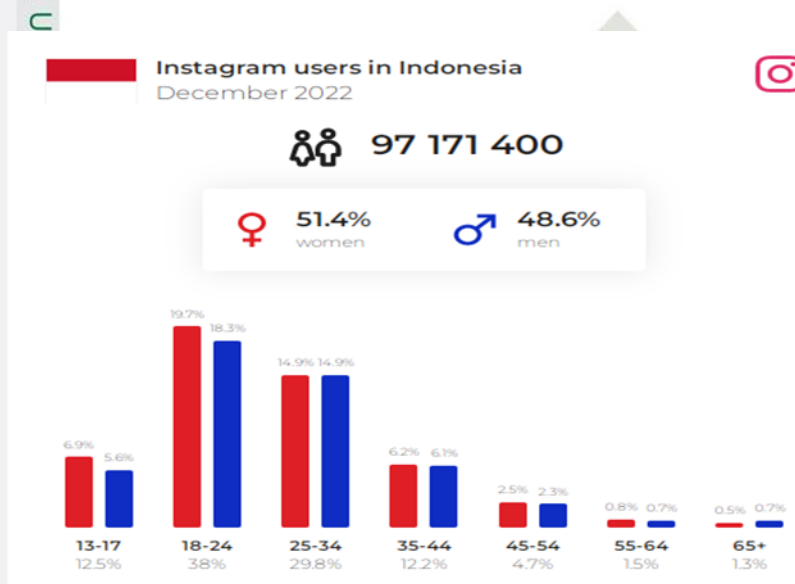 Instagram users in Indonesia
December 2022
97 171 400
51.4%
women
48.6%
men
19.7%
18.3%
14.9% 14.9%
6.9%
5.6%
6.2% 6.1%
2.5% 2.3%
0.8% 0.7%
0.5% 0.7%
13-17 18-24 25-34 35-44 45-54 55-64 65+
12.5% 38% 29.8% 12.2% 4.7% 1.5% 1.3%